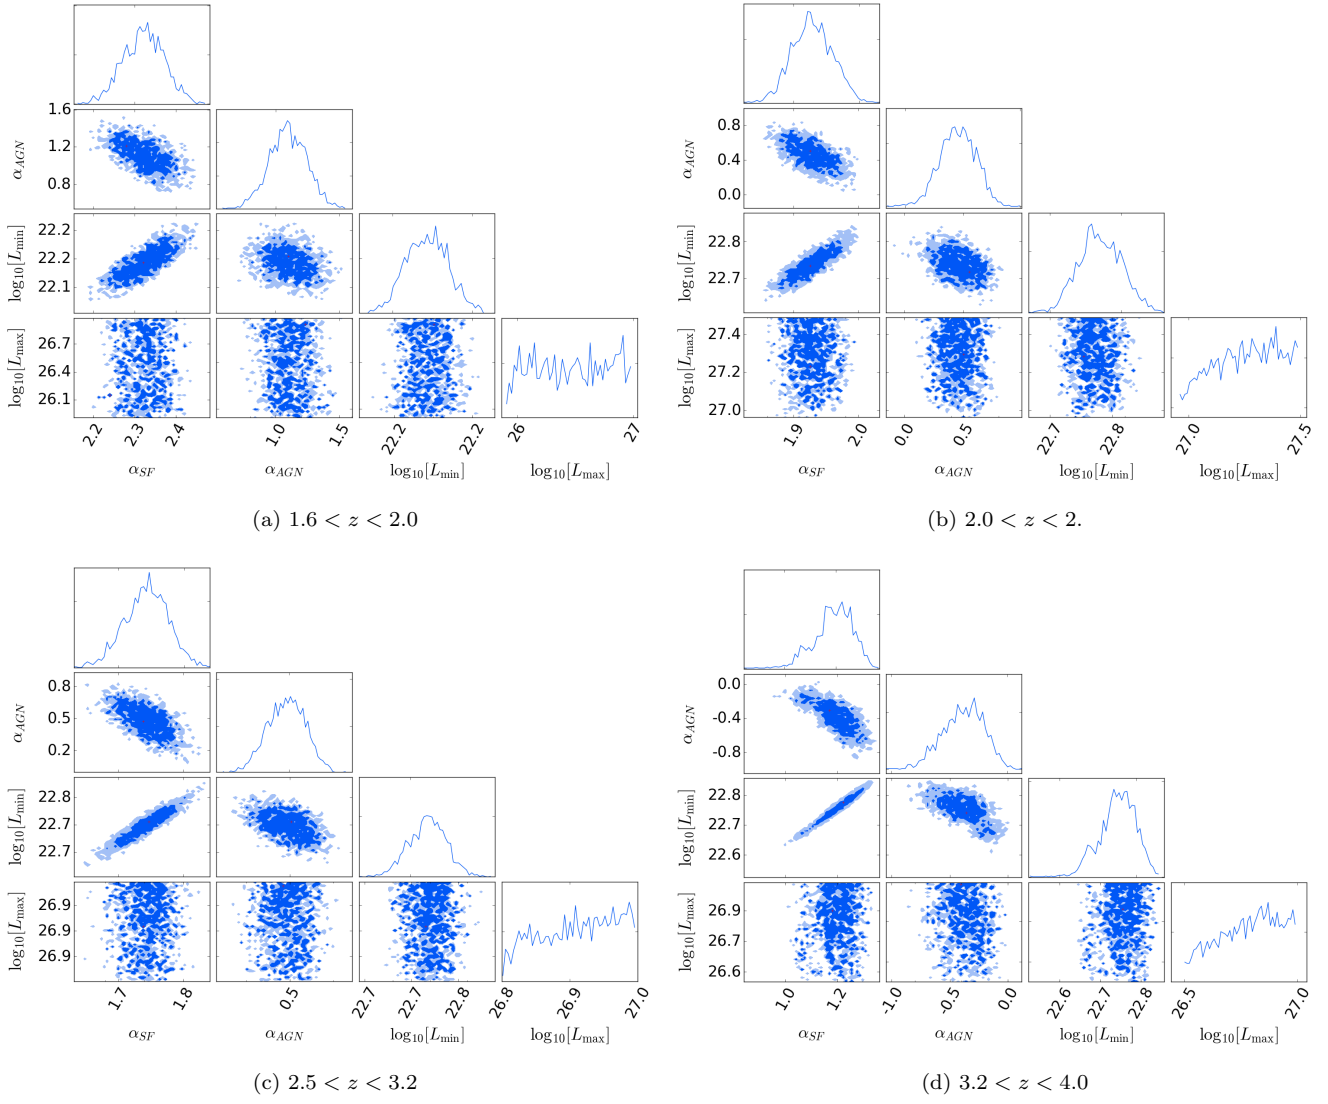 1.6
1.2
0.8
α_AGN
22.2
22.2
22.1
log₁₀[L_min]
26.7
26.4
26.1
log₁₀[L_max]
2.2 2.3 2.4 1.0 1.5 22.2 22.2 26 27
α_SF α_AGN log₁₀[L_min] log₁₀[L_max]
(a) 1.6 < z < 2.0
0.8
0.4
0.0
α_AGN
22.8
22.7
log₁₀[L_min]
27.4
27.2
27.0
log₁₀[L_max]
1.9 2.0 0.0 0.5 22.7 22.8 27.0 27.5
α_SF α_AGN log₁₀[L_min] log₁₀[L_max]
(b) 2.0 < z < 2.
0.8
0.5
0.2
α_AGN
22.8
22.7
22.7
log₁₀[L_min]
26.9
26.9
26.9
log₁₀[L_max]
1.7 1.8 0.5 22.7 22.8 26.8 26.9 27.0
α_SF α_AGN log₁₀[L_min] log₁₀[L_max]
(c) 2.5 < z < 3.2
0.0
-0.4
-0.8
α_AGN
22.8
22.7
22.6
log₁₀[L_min]
26.9
26.7
26.6
log₁₀[L_max]
1.0 1.2 -1.0 -0.5 0.0 22.6 22.7 22.8 26.5 27.0
α_SF α_AGN log₁₀[L_min] log₁₀[L_max]
(d) 3.2 < z < 4.0